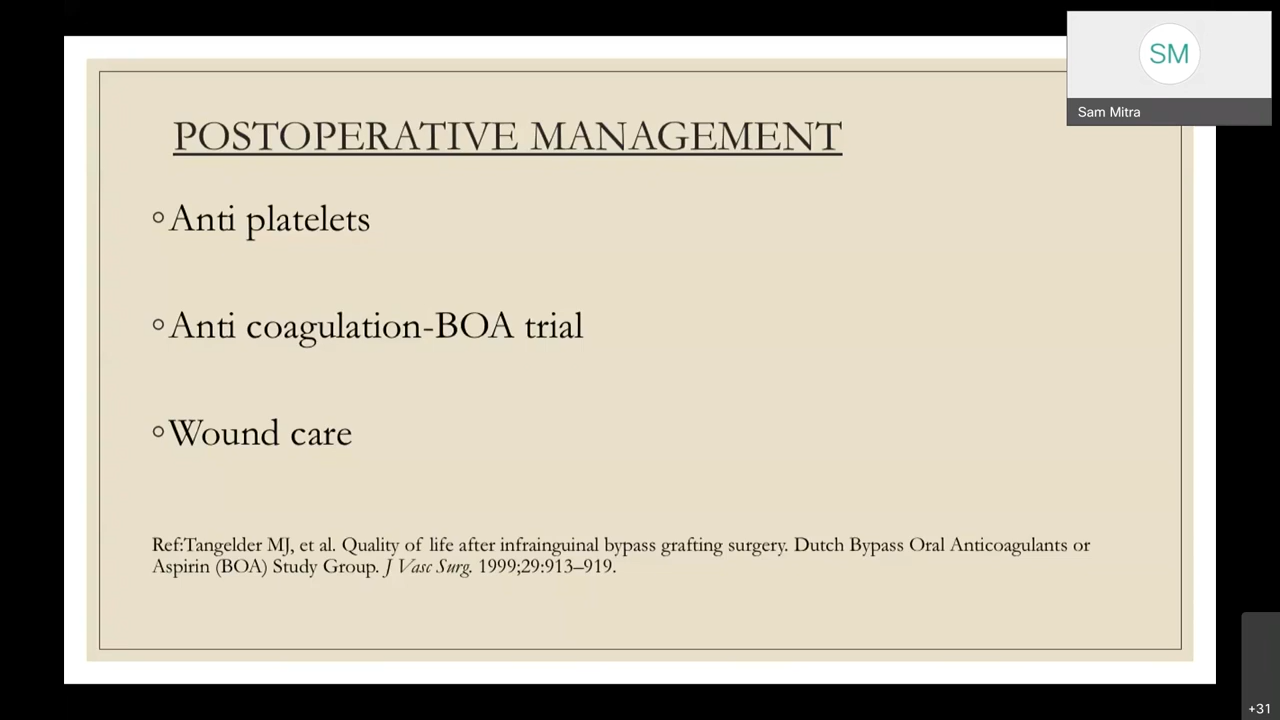 SM
Sam Mitra
POSTOPERATIVE MANAGEMENT
Anti platelets
Anti coagulation-BOA trial
Wound care
Ref:Tangelder MJ, et al. Quality of life after infrainguinal bypass grafting surgery. Dutch Bypass Oral Anticoagulants or
Aspirin (BOA) Study Group. J Vasc Surg. 1999;29:913–919.
+31